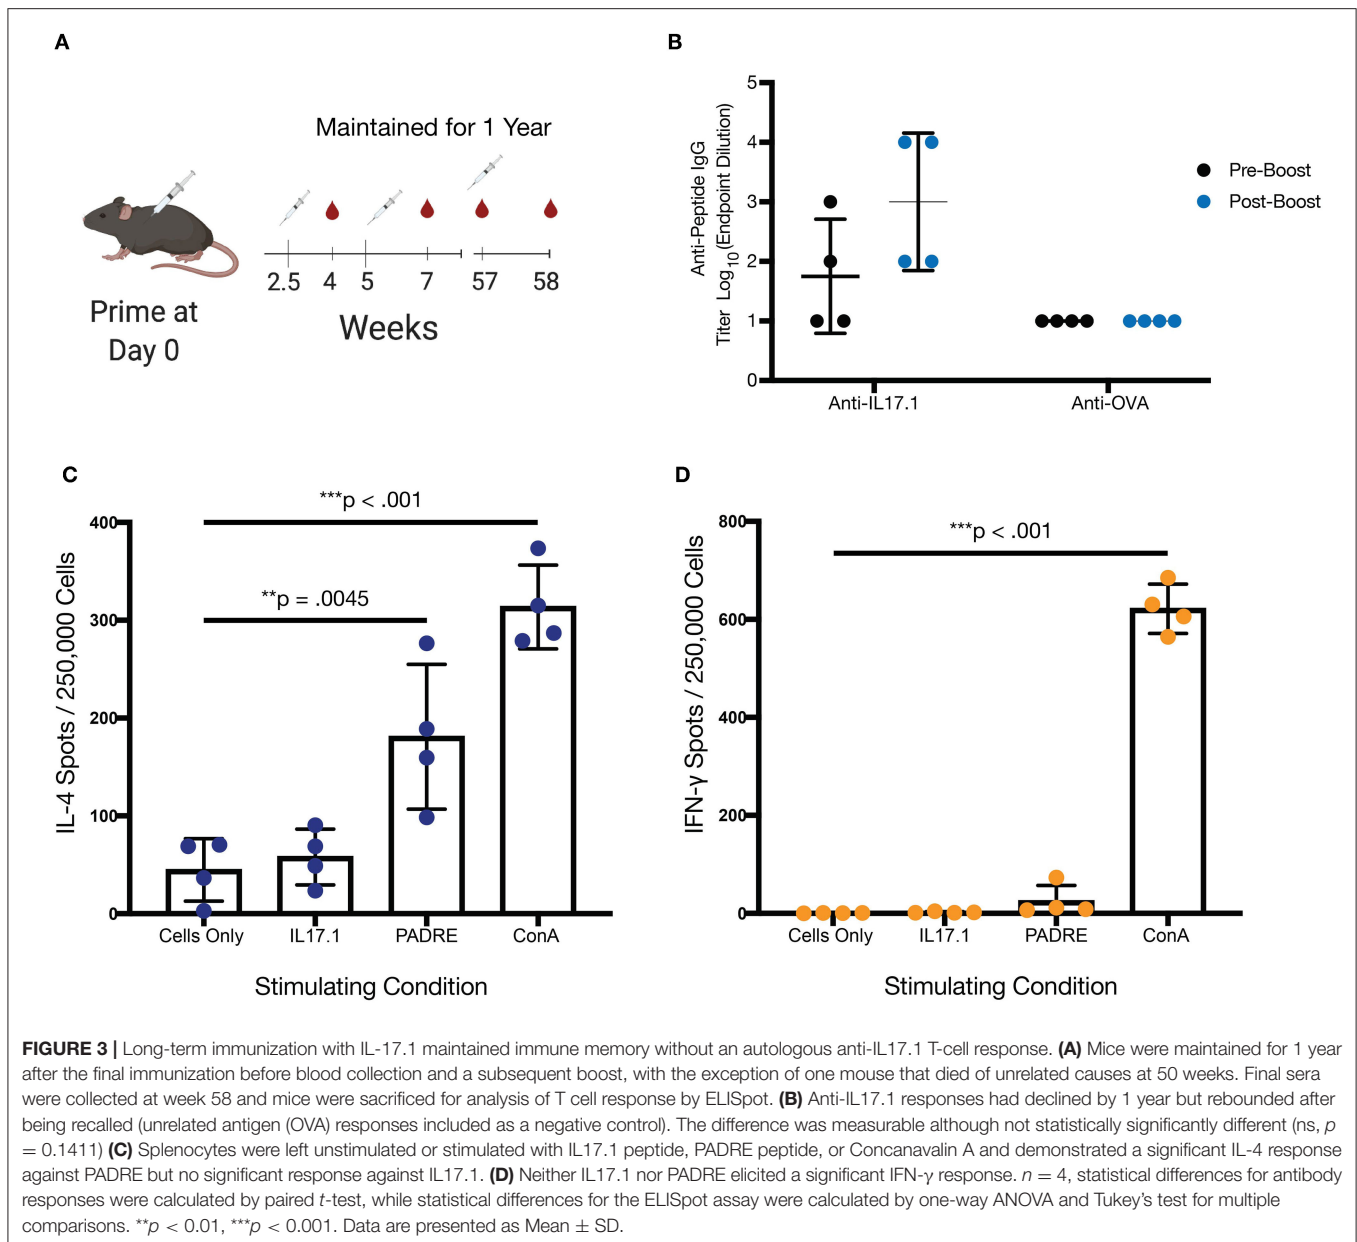 A
Maintained for 1 Year
2.5 4 5 7 57 58
Prime at
Day 0
Weeks
B
Anti-Peptide IgG
Titer Log10(Endpoint Dilution)
5
4
3
2
1
0
Anti-IL17.1 Anti-OVA
Pre-Boost
Post-Boost
C
***p < .001
**p = .0045
IL-4 Spots / 250,000 Cells
400
300
200
100
0
Cells Only IL17.1 PADRE ConA
Stimulating Condition
D
***p < .001
IFN-γ Spots / 250,000 Cells
800
600
400
200
0
Cells Only IL17.1 PADRE ConA
Stimulating Condition
FIGURE 3 | Long-term immunization with IL-17.1 maintained immune memory without an autologous anti-IL17.1 T-cell response. (A) Mice were maintained for 1 year
after the final immunization before blood collection and a subsequent boost, with the exception of one mouse that died of unrelated causes at 50 weeks. Final sera
were collected at week 58 and mice were sacrificed for analysis of T cell response by ELISpot. (B) Anti-IL17.1 responses had declined by 1 year but rebounded after
being recalled (unrelated antigen (OVA) responses included as a negative control). The difference was measurable although not statistically significantly different (ns, p
= 0.1411) (C) Splenocytes were left unstimulated or stimulated with IL17.1 peptide, PADRE peptide, or Concanavalin A and demonstrated a significant IL-4 response
against PADRE but no significant response against IL17.1. (D) Neither IL17.1 nor PADRE elicited a significant IFN-γ response. n = 4, statistical differences for antibody
responses were calculated by paired t-test, while statistical differences for the ELISpot assay were calculated by one-way ANOVA and Tukey's test for multiple
comparisons. **p < 0.01, ***p < 0.001. Data are presented as Mean ± SD.